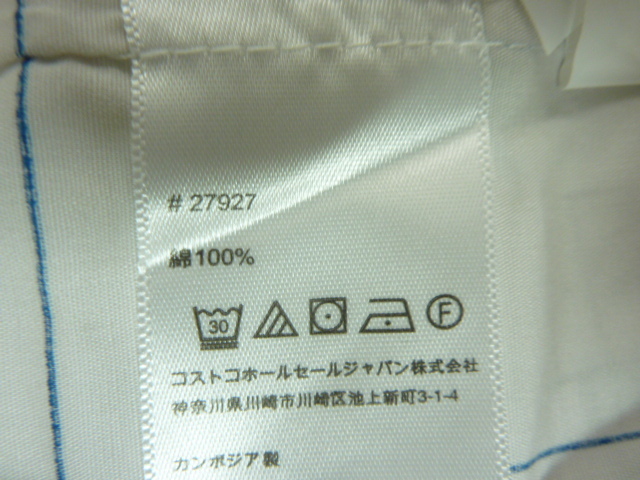 # 27927
綿100%
30
F
コストコホールセールジャパン株式会社
神奈川県川崎市川崎区池上新町3-1-4
カンボジア製